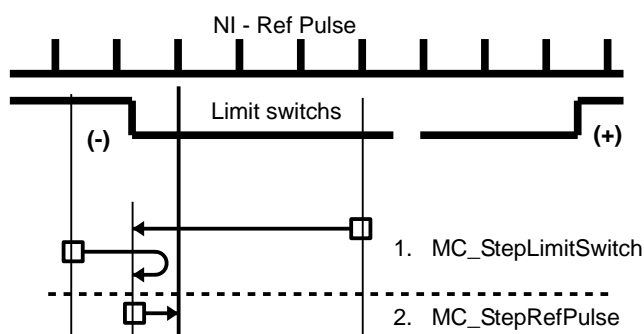 NI - Ref Pulse
Limit switchs
(-)
(+)
1. MC_StepLimitSwitch
2. MC_StepRefPulse